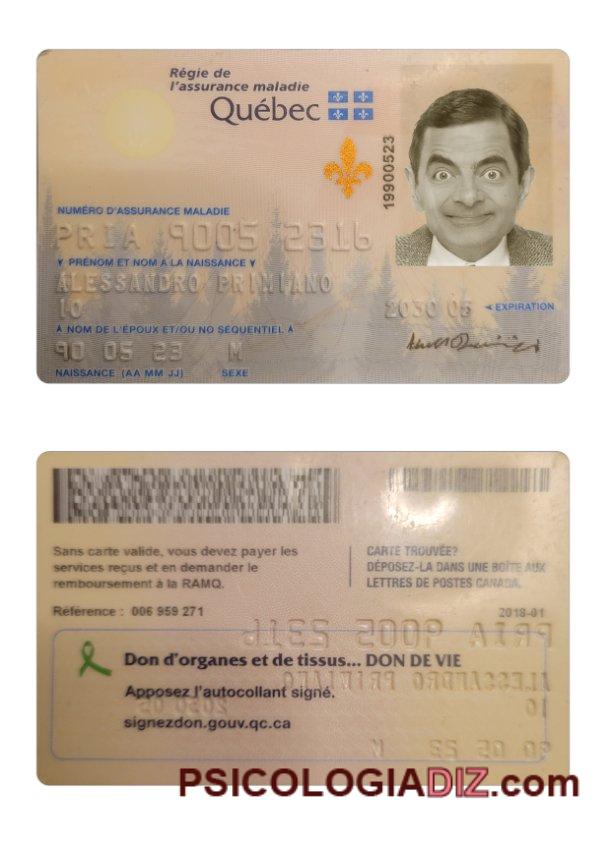 Régie de
l'assurance maladie
Québec
19900523
NUMÉRO D'ASSURANCE MALADIE
PRIA 9005 2316
PRÉNOM ET NOM À LA NAISSANCE
ALESSANDRO PRIMIANO
10
2030 05 EXPIRATION
NOM DE L'ÉPOUX ET/OU NO SÉQUENTIEL
90 05 23 M
NAISSANCE (AA MM JJ) SEXE
Sans carte valide, vous devez payer les
services reçus et en demander le
remboursement à la RAMQ.
CARTE TROUVÉE?
DÉPOSEZ-LA DANS UNE BOÎTE AUX
LETTRES DE POSTES CANADA.
Référence : 006 959 271
2018-01
Don d'organes et de tissus... DON DE VIE
Apposez l'autocollant signé.
signezdon.gouv.qc.ca
PSICOLOGIADIZ.com